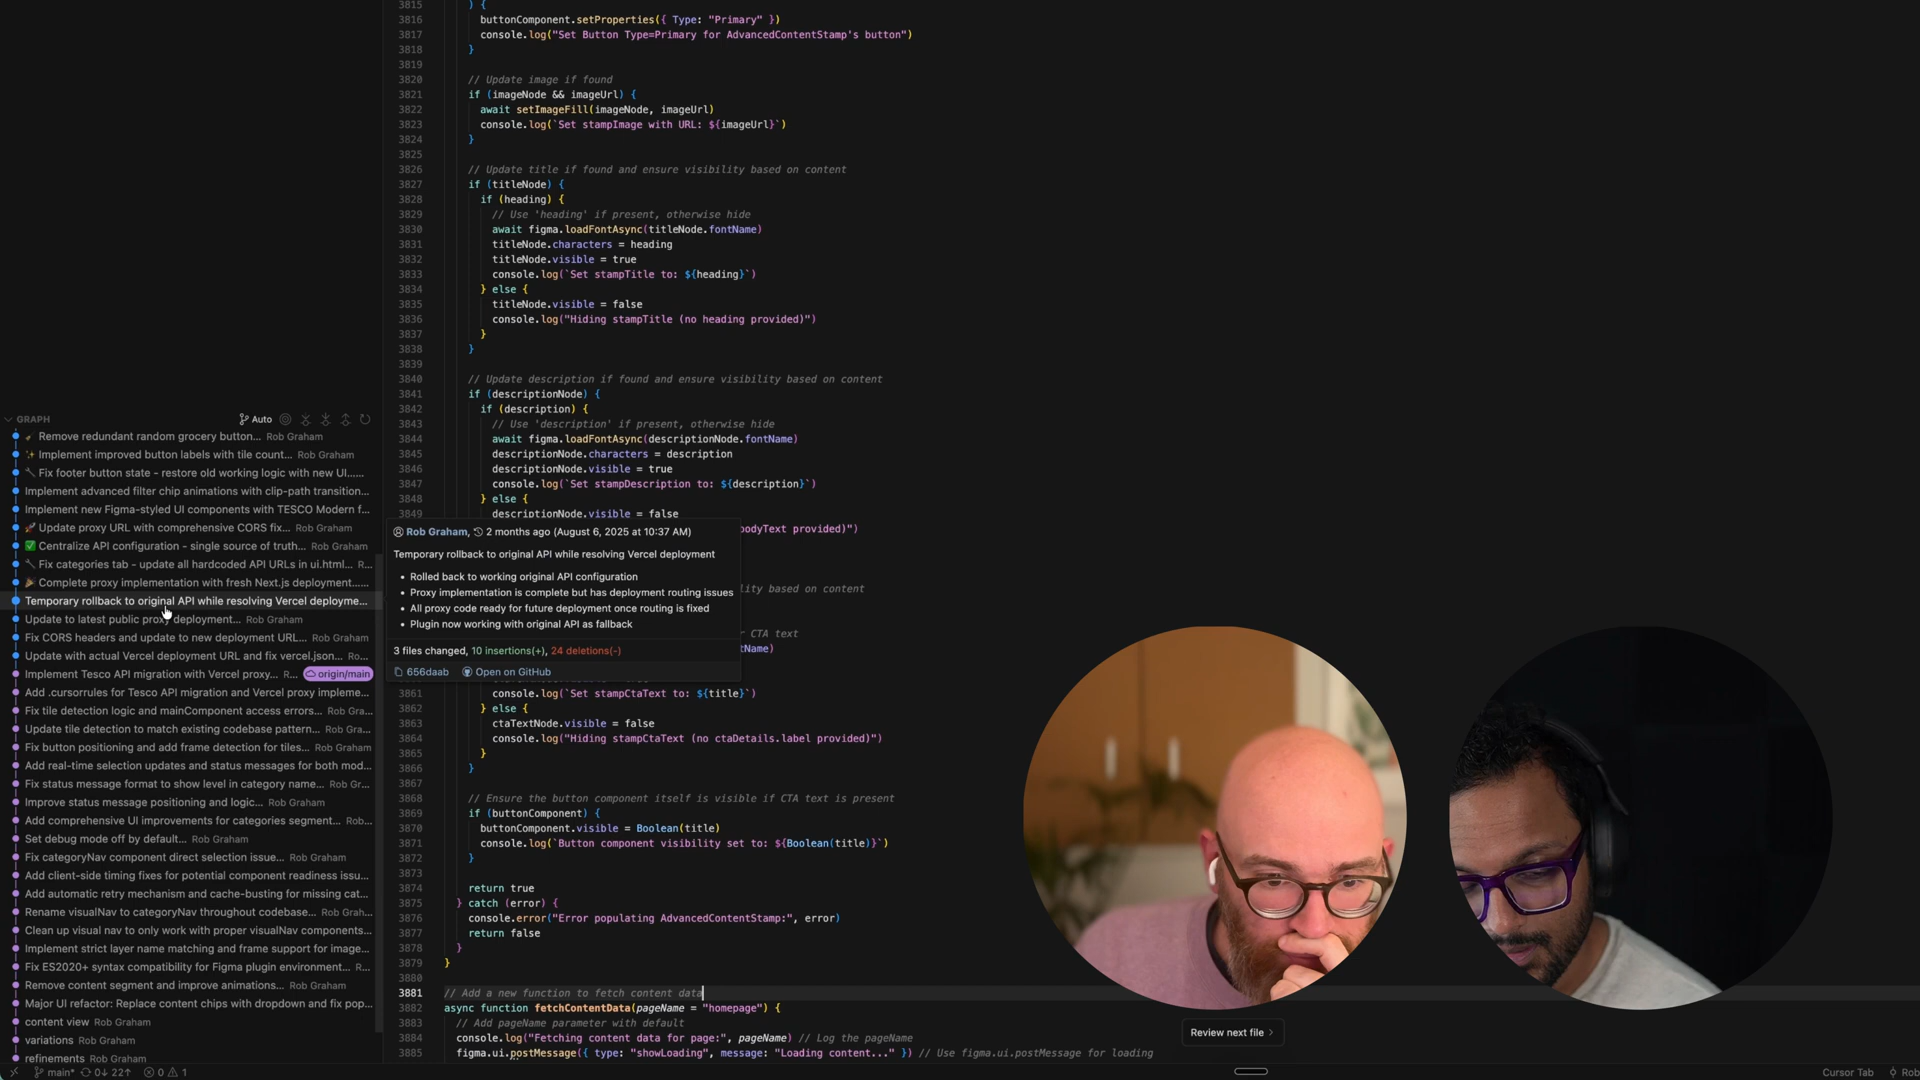 GRAPH
Auto
Remove redundant random grocery button... Rob Graham
✨ Implement improved button labels with tile count... Rob Graham
Fix footer button state - restore old working logic with new UI......
Implement advanced filter chip animations with clip-path transition...
Implement new Figma-styled UI components with TESCO Modern f...
🚀 Update proxy URL with comprehensive CORS fix... Rob Graham
✅ Centralize API configuration - single source of truth... Rob Graham
🔧 Fix categories tab - update all hardcoded API URLs in ui.html... R...
🎉 Complete proxy implementation with fresh Next.js deployment......
Temporary rollback to original API while resolving Vercel deployme...
Update to latest public proxy deployment... Rob Graham
Fix CORS headers and update to new deployment URL... Rob Graham
Update with actual Vercel deployment URL and fix vercel.json... Ro...
Implement Tesco API migration with Vercel proxy... R... origin/main
Add .cursorrules for Tesco API migration and Vercel proxy impleme...
Fix tile detection logic and mainComponent access errors... Rob Gra...
Update tile detection to match existing codebase pattern... Rob Gra...
Fix button positioning and add frame detection for tiles... Rob Graham
Add real-time selection updates and status messages for both mod...
Fix status message format to show level in category name... Rob Gr...
Improve status message positioning and logic... Rob Graham
Add comprehensive UI improvements for categories segment... Rob...
Set debug mode off by default... Rob Graham
Fix categoryNav component direct selection issue... Rob Graham
Add client-side timing fixes for potential component readiness issu...
Add automatic retry mechanism and cache-busting for missing cat...
Rename visualNav to categoryNav throughout codebase... Rob Grah...
Clean up visual nav to only work with proper visualNav components...
Implement strict layer name matching and frame support for image...
Fix ES2020+ syntax compatibility for Figma plugin environment... R...
Remove content segment and improve animations... Rob Graham
Major UI refactor: Replace content chips with dropdown and fix pop...
content view Rob Graham
variations Rob Graham
refinements Rob Graham
3815 ) {
3816 buttonComponent.setProperties({ Type: "Primary" })
3817 console.log("Set Button Type=Primary for AdvancedContentStamp's button")
3818 }
3819
3820 // Update image if found
3821 if (imageNode && imageUrl) {
3822 await setImageFill(imageNode, imageUrl)
3823 console.log(`Set stampImage with URL: ${imageUrl}`)
3824 }
3825
3826 // Update title if found and ensure visibility based on content
3827 if (titleNode) {
3828 if (heading) {
3829 // Use 'heading' if present, otherwise hide
3830 await figma.loadFontAsync(titleNode.fontName)
3831 titleNode.characters = heading
3832 titleNode.visible = true
3833 console.log(`Set stampTitle to: ${heading}`)
3834 } else {
3835 titleNode.visible = false
3836 console.log("Hiding stampTitle (no heading provided)")
3837 }
3838 }
3839
3840 // Update description if found and ensure visibility based on content
3841 if (descriptionNode) {
3842 if (description) {
3843 // Use 'description' if present, otherwise hide
3844 await figma.loadFontAsync(descriptionNode.fontName)
3845 descriptionNode.characters = description
3846 descriptionNode.visible = true
3847 console.log(`Set stampDescription to: ${description}`)
3848 } else {
3849 descriptionNode.visible = false
odyText provided)")
ility based on content
r CTA text
tName)
Rob Graham, 2 months ago (August 6, 2025 at 10:37 AM)
Temporary rollback to original API while resolving Vercel deployment
• Rolled back to working original API configuration
• Proxy implementation is complete but has deployment routing issues
• All proxy code ready for future deployment once routing is fixed
• Plugin now working with original API as fallback
3 files changed, 10 insertions(+), 24 deletions(-)
656daab Open on GitHub
3861 console.log(`Set stampCtaText to: ${title}`)
3862 } else {
3863 ctaTextNode.visible = false
3864 console.log("Hiding stampCtaText (no ctaDetails.label provided)")
3865 }
3866 }
3867
3868 // Ensure the button component itself is visible if CTA text is present
3869 if (buttonComponent) {
3870 buttonComponent.visible = Boolean(title)
3871 console.log(`Button component visibility set to: ${Boolean(title)}`)
3872 }
3873
3874 return true
3875 } catch (error) {
3876 console.error("Error populating AdvancedContentStamp:", error)
3877 return false
3878 }
3879 }
3880
3881 // Add a new function to fetch content data
3882 async function fetchContentData(pageName = "homepage") {
3883 // Add pageName parameter with default
3884 console.log("Fetching content data for page:", pageName) // Log the pageName
3885 figma.ui.postMessage({ type: "showLoading", message: "Loading content..." }) // Use figma.ui.postMessage for loading
Review next file
main* 0↓ 22↑ 0 1
Cursor Tab Rob